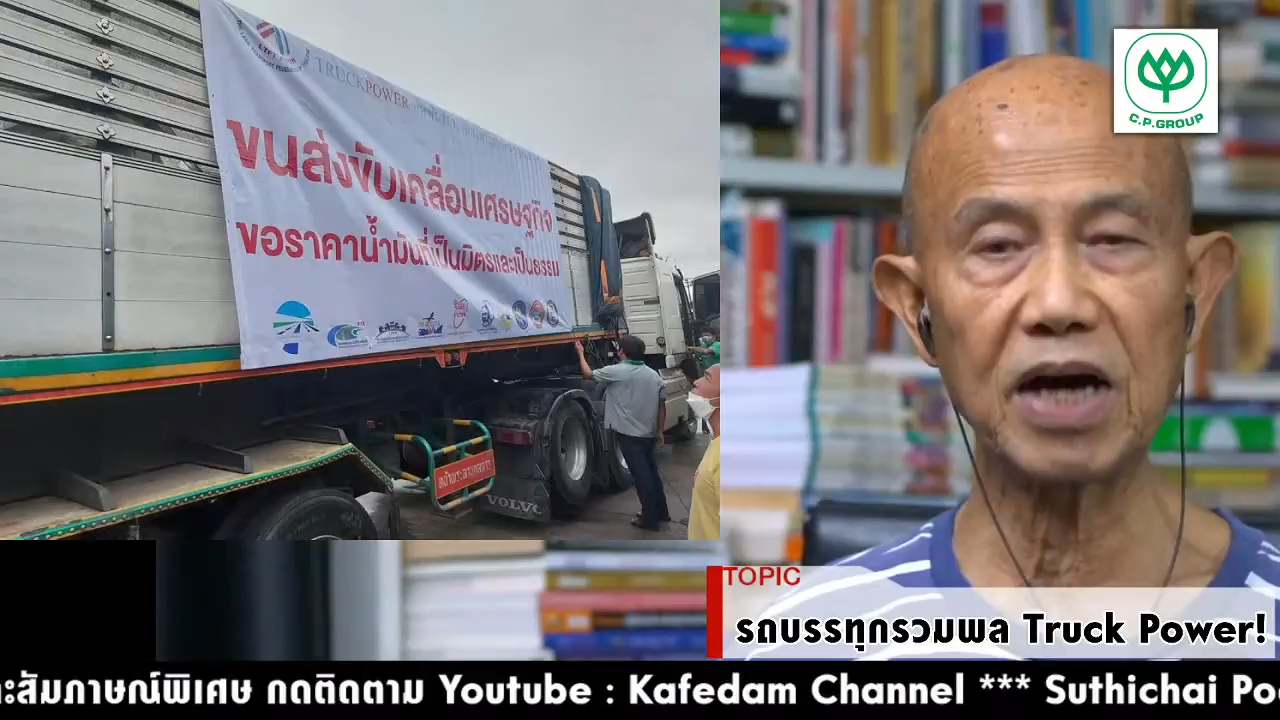 TRUCKPOWER
ขนส่งขับเคลื่อนเศรษฐกิจ
ขอราคาน้ำมันที่เป็นมิตรและเป็นธรรม
VOLVO
C.P.GROUP
TOPIC
รถบรรทุกรวมพล Truck Power!
ะสัมภาษณ์พิเศษ กดติดตาม Youtube : Kafedam Channel *** Suthichai Po